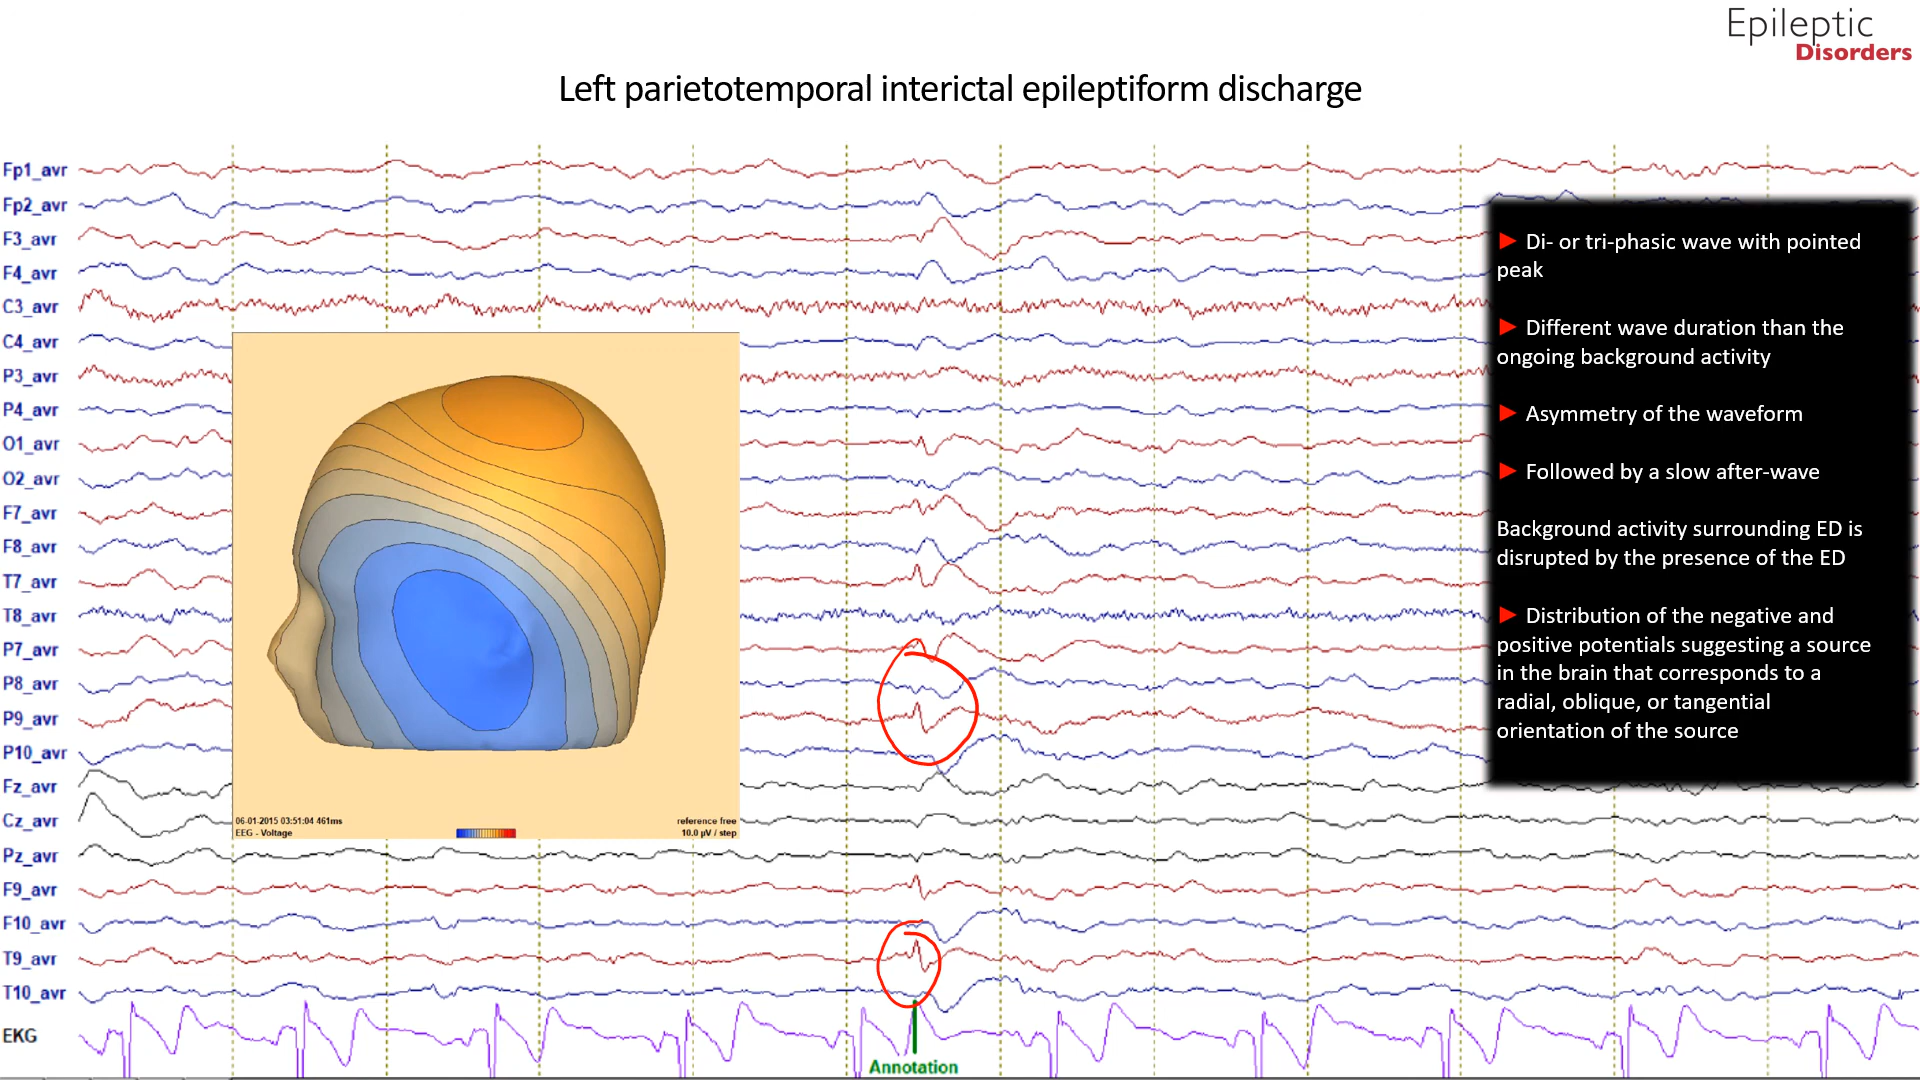 Epileptic
Disorders
Left parietotemporal interictal epileptiform discharge
Fp1_avr
Fp2_avr
F3_avr
F4_avr
C3_avr
C4_avr
P3_avr
P4_avr
O1_avr
O2_avr
F7_avr
F8_avr
T7_avr
T8_avr
P7_avr
P8_avr
P9_avr
P10_avr
Fz_avr
Cz_avr
Pz_avr
F9_avr
F10_avr
T9_avr
T10_avr
EKG
06-01-2015 03:51:04 461ms
EEG - Voltage
reference free
10.0 µV / step
Annotation
► Di- or tri-phasic wave with pointed
peak
► Different wave duration than the
ongoing background activity
► Asymmetry of the waveform
► Followed by a slow after-wave
Background activity surrounding ED is
disrupted by the presence of the ED
► Distribution of the negative and
positive potentials suggesting a source
in the brain that corresponds to a
radial, oblique, or tangential
orientation of the source